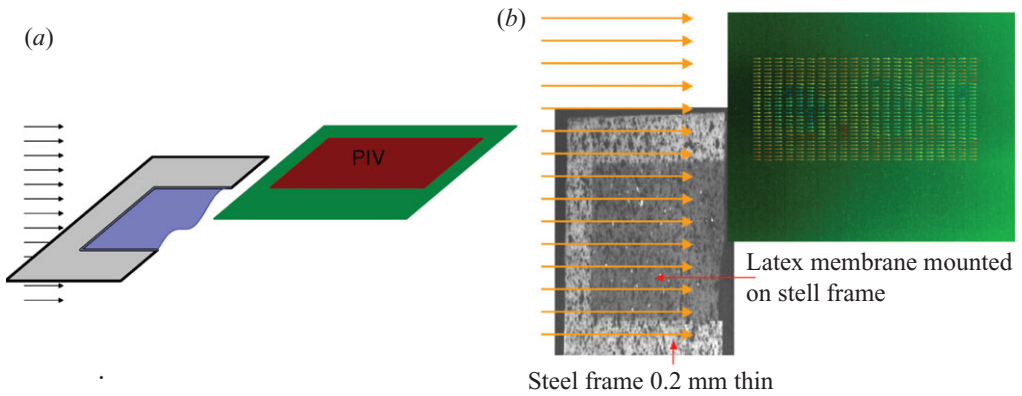 (a)
PIV
(b)
Latex membrane mounted
on stell frame
Steel frame 0.2 mm thin